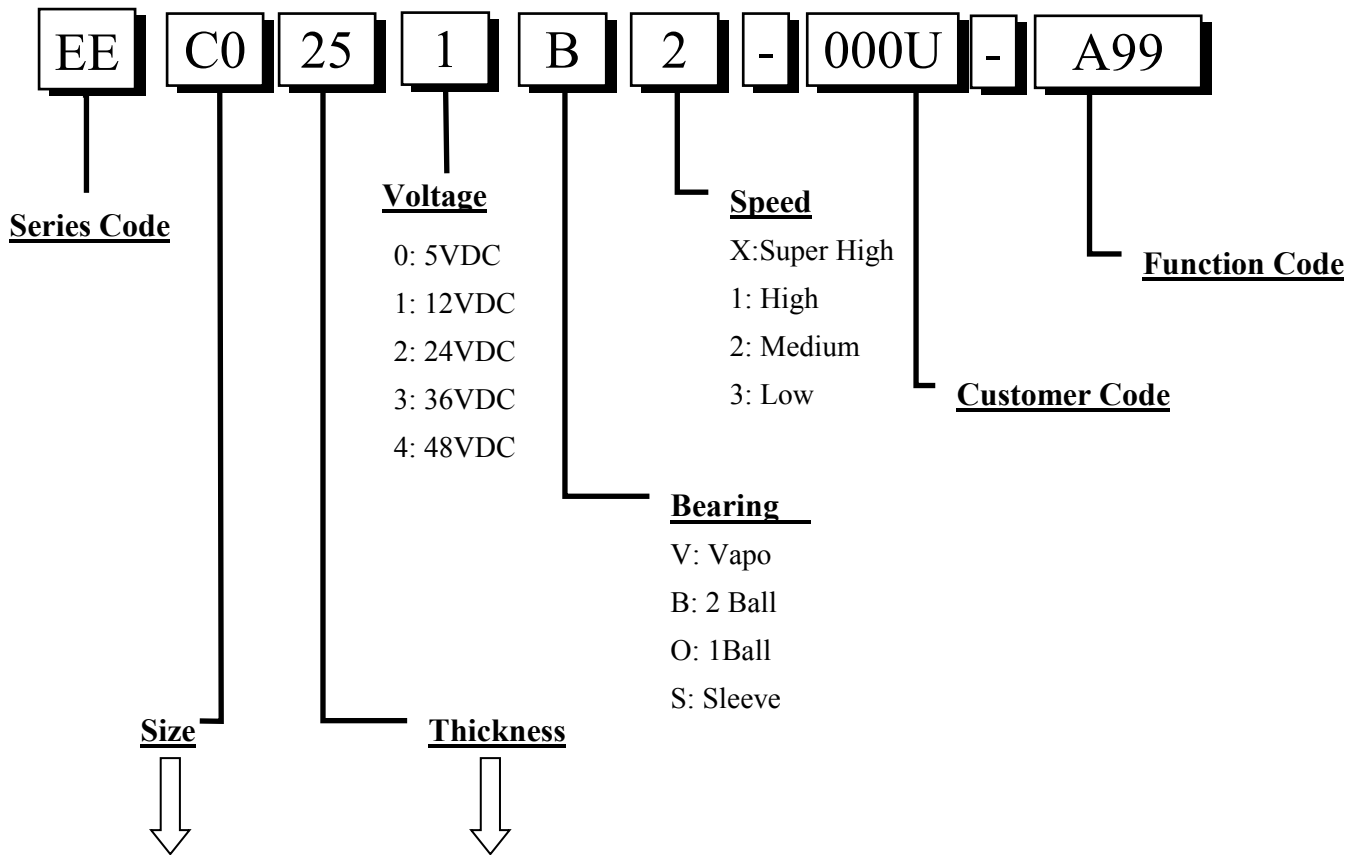 EE C0 25 1 B 2 - 000U - A99
Series Code
Voltage
0: 5VDC
1: 12VDC
2: 24VDC
3: 36VDC
4: 48VDC
Speed
X:Super High
1: High
2: Medium
3: Low
Function Code
Customer Code
Bearing
V: Vapo
B: 2 Ball
O: 1Ball
S: Sleeve
Size
Thickness